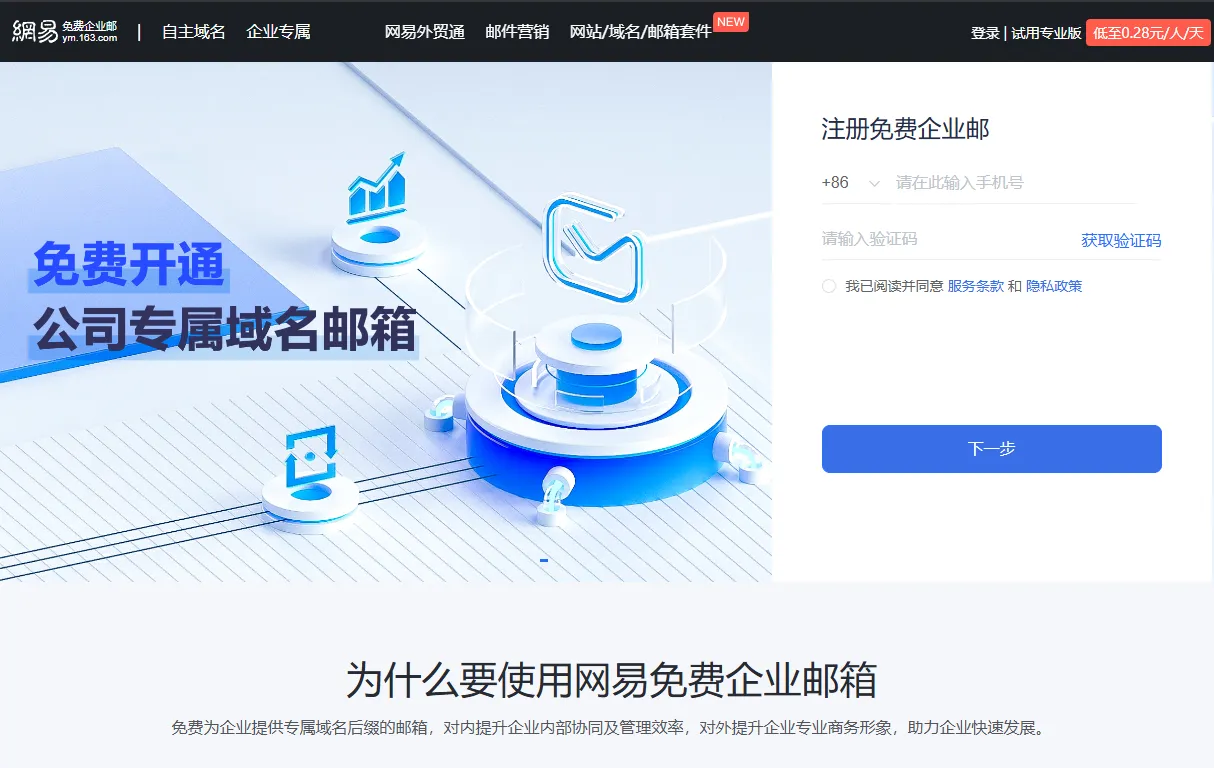 網易 免费企业邮
ym.163.com
| 自主域名 企业专属 网易外贸通 邮件营销 网站/域名/邮箱套件 NEW 登录 | 试用专业版 低至0.28元/人/天
免费开通
公司专属域名邮箱
注册免费企业邮
+86 请在此输入手机号
请输入验证码 获取验证码
我已阅读并同意 服务条款 和 隐私政策
下一步
为什么要使用网易免费企业邮箱
免费为企业提供专属域名后缀的邮箱，对内提升企业内部协同及管理效率，对外提升企业专业商务形象，助力企业快速发展。